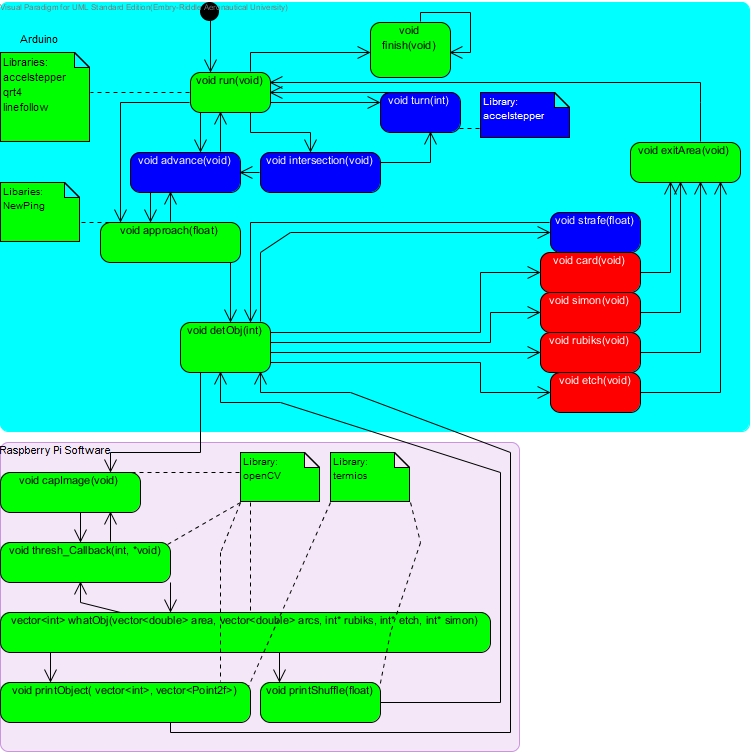 Visual Paradigm for UML Standard Edition(Embry-Riddle Aeronautical University)
Arduino
void
finish(void)
Libraries:
accelstepper
qrt4
linefollow
void run(void)
void turn(int)
Library:
accelstepper
void advance(void)
void intersection(void)
void exitArea(void)
Libaries:
NewPing
void approach(float)
void strafe(float)
void card(void)
void simon(void)
void detObj(int)
void rubiks(void)
void etch(void)
Raspberry Pi Software
Library:
openCV
Library:
termios
void capImage(void)
void thresh_Callback(int, *void)
vector<int> whatObj(vector<double> area, vector<double> arcs, int* rubiks, int* etch, int* simon)
void printObject( vector<int>, vector<Point2f>)
void printShuffle(float)